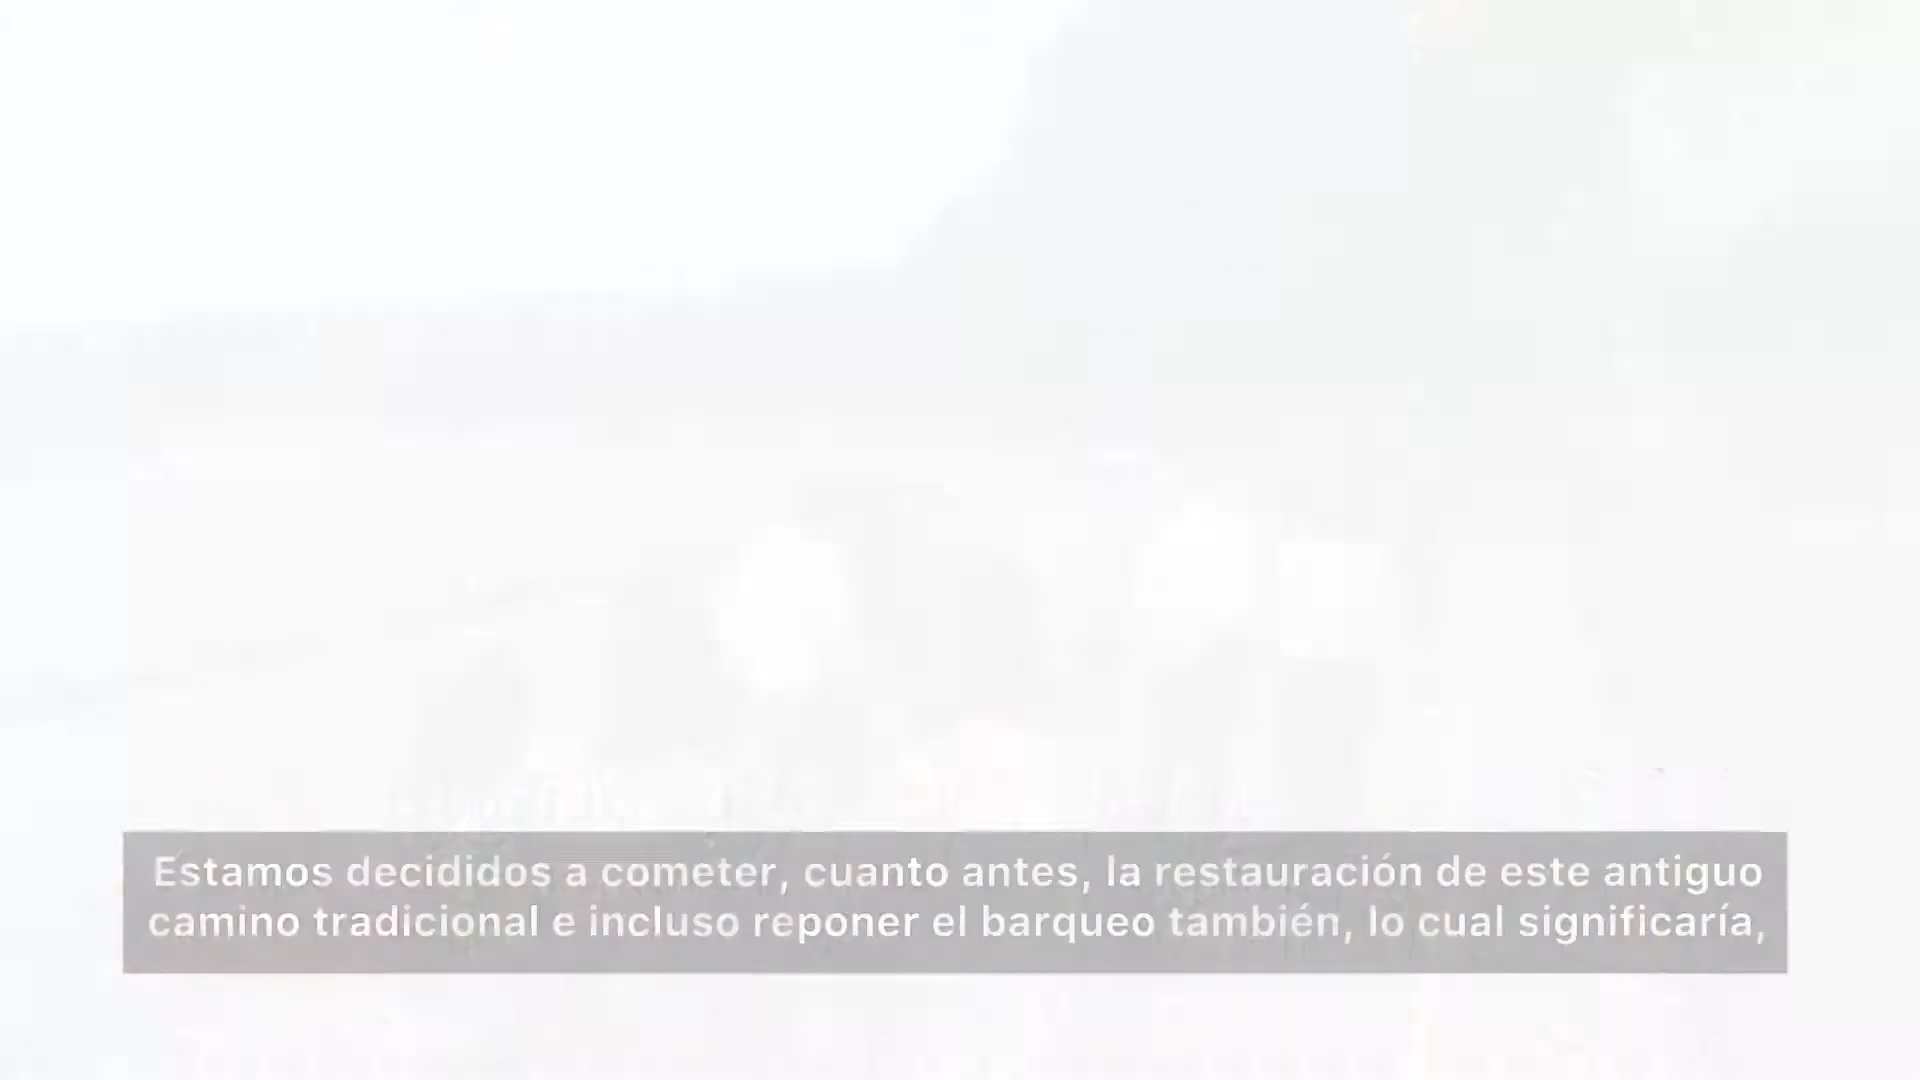 Estamos decididos a cometer, cuanto antes, la restauración de este antiguo
camino tradicional e incluso reponer el barqueo también, lo cual significaría,